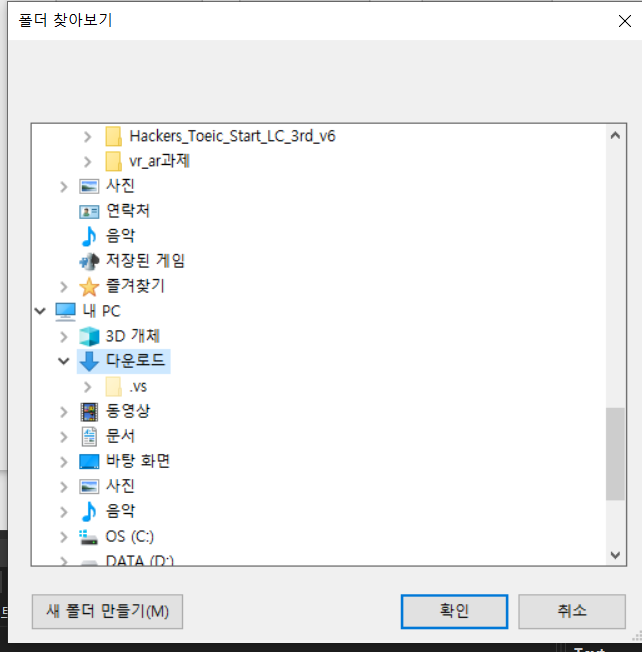 폴더 찾아보기
Hackers_Toeic_Start_LC_3rd_v6
vr_ar과제
사진
연락처
음악
저장된 게임
즐겨찾기
내 PC
3D 개체
다운로드
.vs
동영상
문서
바탕 화면
사진
음악
OS (C:)
DATA (D:)
새 폴더 만들기(M)
확인
취소